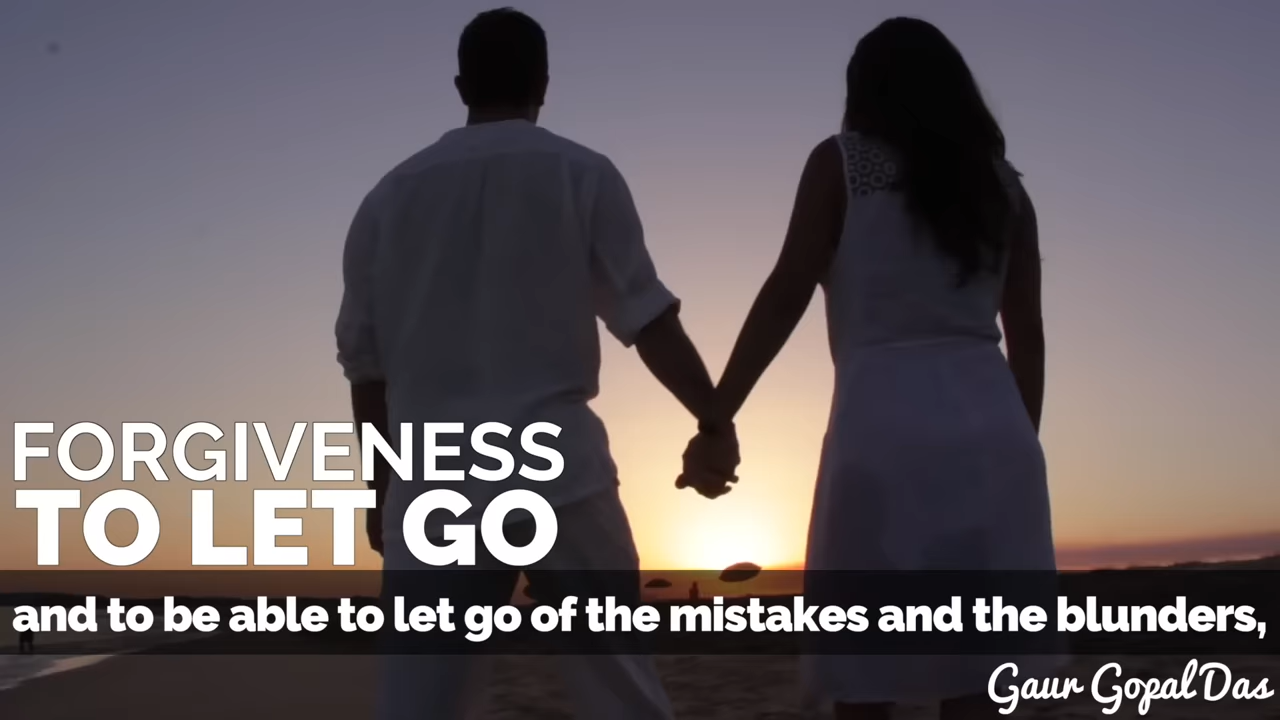 FORGIVENESS
TO LET GO
and to be able to let go of the mistakes and the blunders,
Gaur Gopal Das